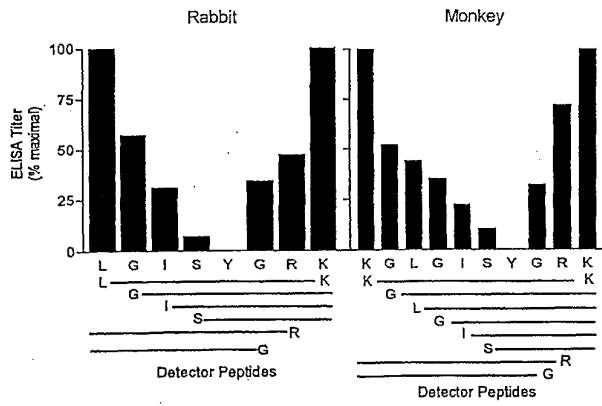 Rabbit Monkey
ELISA Titer
(% maximal)
100
75
50
25
0
L G I S Y G R K K G L G I S Y G R K
L K K K
G G
I L
S G
R I
G S
R
G
Detector Peptides
Detector Peptides